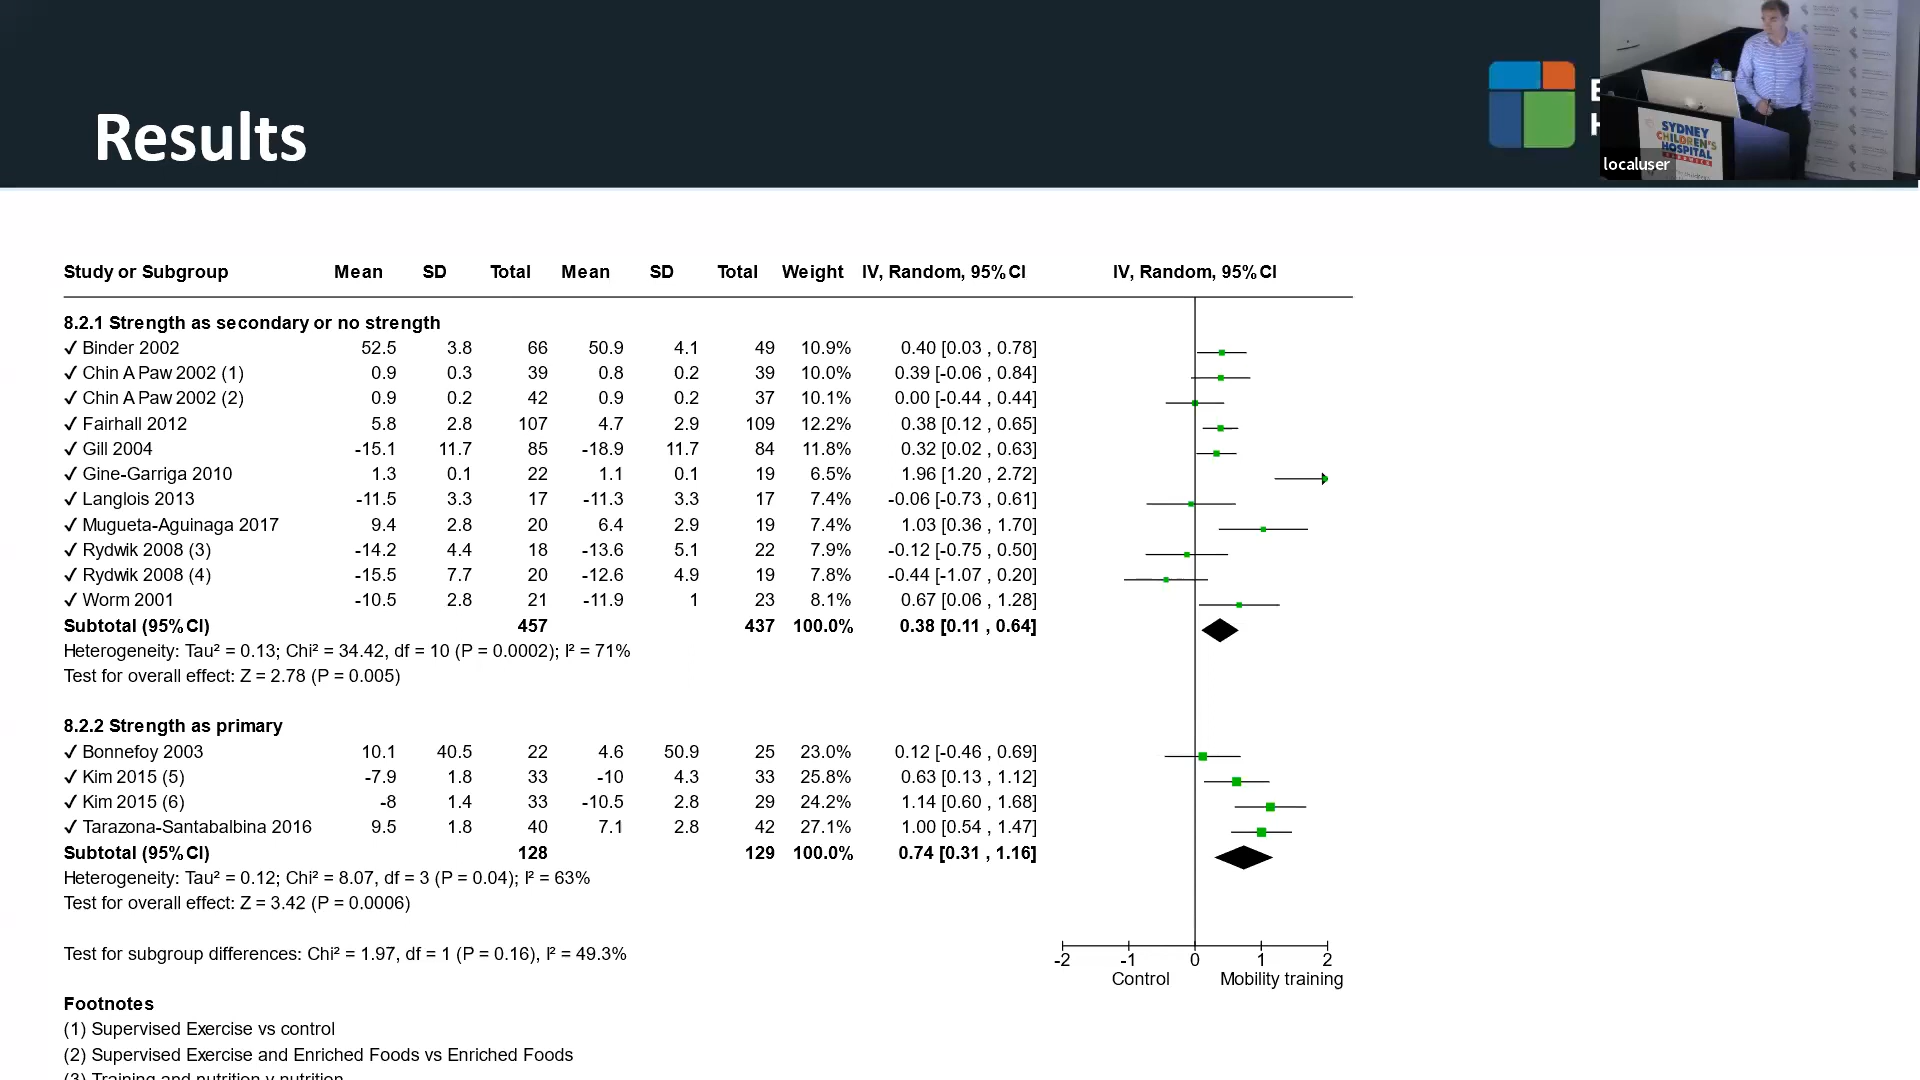 Results
E
H
localuser
SYDNEY
CHILDREN'S
HOSPITAL
Study or Subgroup Mean SD Total Mean SD Total Weight IV, Random, 95% CI IV, Random, 95% CI
8.2.1 Strength as secondary or no strength
✓ Binder 2002 52.5 3.8 66 50.9 4.1 49 10.9% 0.40 [0.03 , 0.78]
✓ Chin A Paw 2002 (1) 0.9 0.3 39 0.8 0.2 39 10.0% 0.39 [-0.06 , 0.84]
✓ Chin A Paw 2002 (2) 0.9 0.2 42 0.9 0.2 37 10.1% 0.00 [-0.44 , 0.44]
✓ Fairhall 2012 5.8 2.8 107 4.7 2.9 109 12.2% 0.38 [0.12 , 0.65]
✓ Gill 2004 -15.1 11.7 85 -18.9 11.7 84 11.8% 0.32 [0.02 , 0.63]
✓ Gine-Garriga 2010 1.3 0.1 22 1.1 0.1 19 6.5% 1.96 [1.20 , 2.72]
✓ Langlois 2013 -11.5 3.3 17 -11.3 3.3 17 7.4% -0.06 [-0.73 , 0.61]
✓ Mugueta-Aguinaga 2017 9.4 2.8 20 6.4 2.9 19 7.4% 1.03 [0.36 , 1.70]
✓ Rydwik 2008 (3) -14.2 4.4 18 -13.6 5.1 22 7.9% -0.12 [-0.75 , 0.50]
✓ Rydwik 2008 (4) -15.5 7.7 20 -12.6 4.9 19 7.8% -0.44 [-1.07 , 0.20]
✓ Worm 2001 -10.5 2.8 21 -11.9 1 23 8.1% 0.67 [0.06 , 1.28]
Subtotal (95% CI) 457 437 100.0% 0.38 [0.11 , 0.64]
Heterogeneity: Tau² = 0.13; Chi² = 34.42, df = 10 (P = 0.0002); I² = 71%
Test for overall effect: Z = 2.78 (P = 0.005)
8.2.2 Strength as primary
✓ Bonnefoy 2003 10.1 40.5 22 4.6 50.9 25 23.0% 0.12 [-0.46 , 0.69]
✓ Kim 2015 (5) -7.9 1.8 33 -10 4.3 33 25.8% 0.63 [0.13 , 1.12]
✓ Kim 2015 (6) -8 1.4 33 -10.5 2.8 29 24.2% 1.14 [0.60 , 1.68]
✓ Tarazona-Santabalbina 2016 9.5 1.8 40 7.1 2.8 42 27.1% 1.00 [0.54 , 1.47]
Subtotal (95% CI) 128 129 100.0% 0.74 [0.31 , 1.16]
Heterogeneity: Tau² = 0.12; Chi² = 8.07, df = 3 (P = 0.04); I² = 63%
Test for overall effect: Z = 3.42 (P = 0.0006)
Test for subgroup differences: Chi² = 1.97, df = 1 (P = 0.16), I² = 49.3%
-2 -1 0 1 2
Control Mobility training
Footnotes
(1) Supervised Exercise vs control
(2) Supervised Exercise and Enriched Foods vs Enriched Foods
(3) Training and nutrition v nutrition